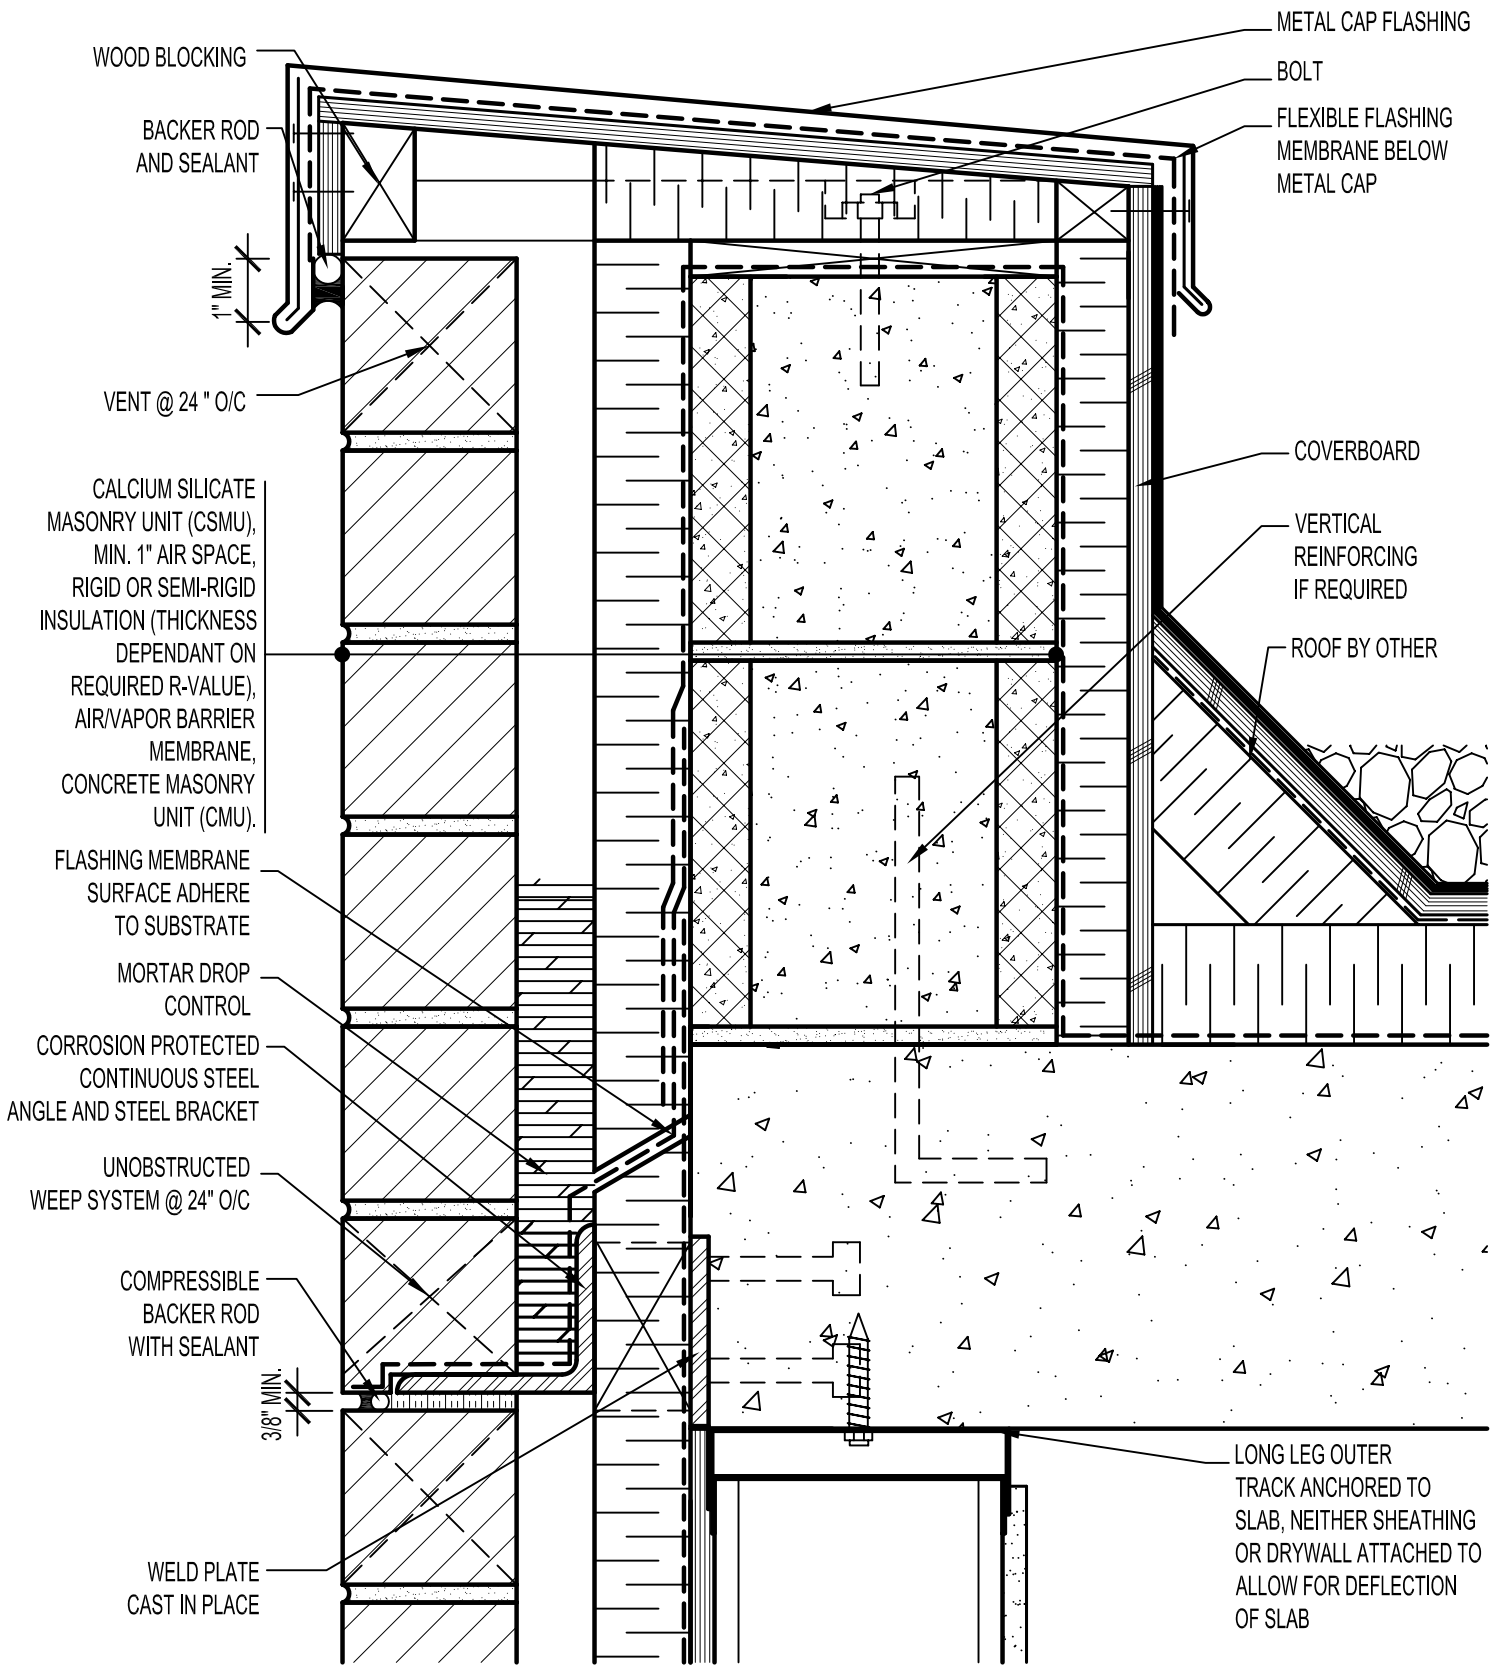 METAL CAP FLASHING
WOOD BLOCKING
BOLT
BACKER ROD
AND SEALANT
FLEXIBLE FLASHING
MEMBRANE BELOW
METAL CAP
1" MIN.
VENT @ 24 " O/C
COVERBOARD
CALCIUM SILICATE
MASONRY UNIT (CSMU),
MIN. 1" AIR SPACE,
RIGID OR SEMI-RIGID
INSULATION (THICKNESS
DEPENDANT ON
REQUIRED R-VALUE),
AIR/VAPOR BARRIER
MEMBRANE,
CONCRETE MASONRY
UNIT (CMU).
VERTICAL
REINFORCING
IF REQUIRED
ROOF BY OTHER
FLASHING MEMBRANE
SURFACE ADHERE
TO SUBSTRATE
MORTAR DROP
CONTROL
CORROSION PROTECTED
CONTINUOUS STEEL
ANGLE AND STEEL BRACKET
UNOBSTRUCTED
WEEP SYSTEM @ 24" O/C
COMPRESSIBLE
BACKER ROD
WITH SEALANT
3/8" MIN.
WELD PLATE
CAST IN PLACE
LONG LEG OUTER
TRACK ANCHORED TO
SLAB, NEITHER SHEATHING
OR DRYWALL ATTACHED TO
ALLOW FOR DEFLECTION
OF SLAB